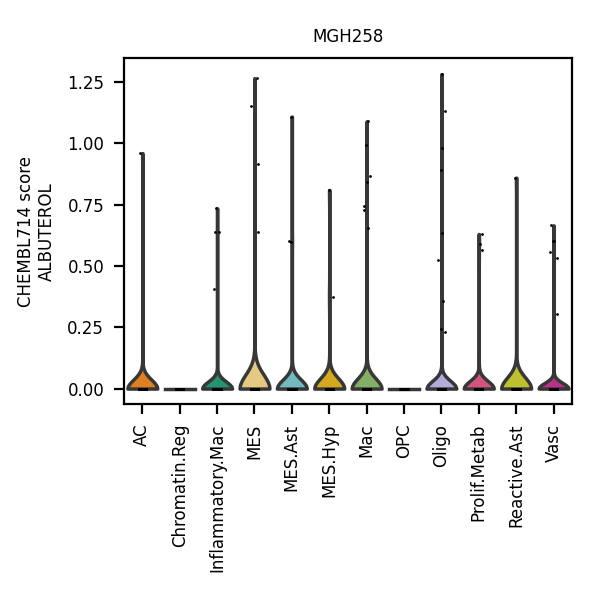 MGH258
CHEMBL714 score
ALBUTEROL
1.25
1.00
0.75
0.50
0.25
0.00
AC
Chromatin.Reg
Inflammatory.Mac
MES
MES.Ast
MES.Hyp
Mac
OPC
Oligo
Prolif.Metab
Reactive.Ast
Vasc